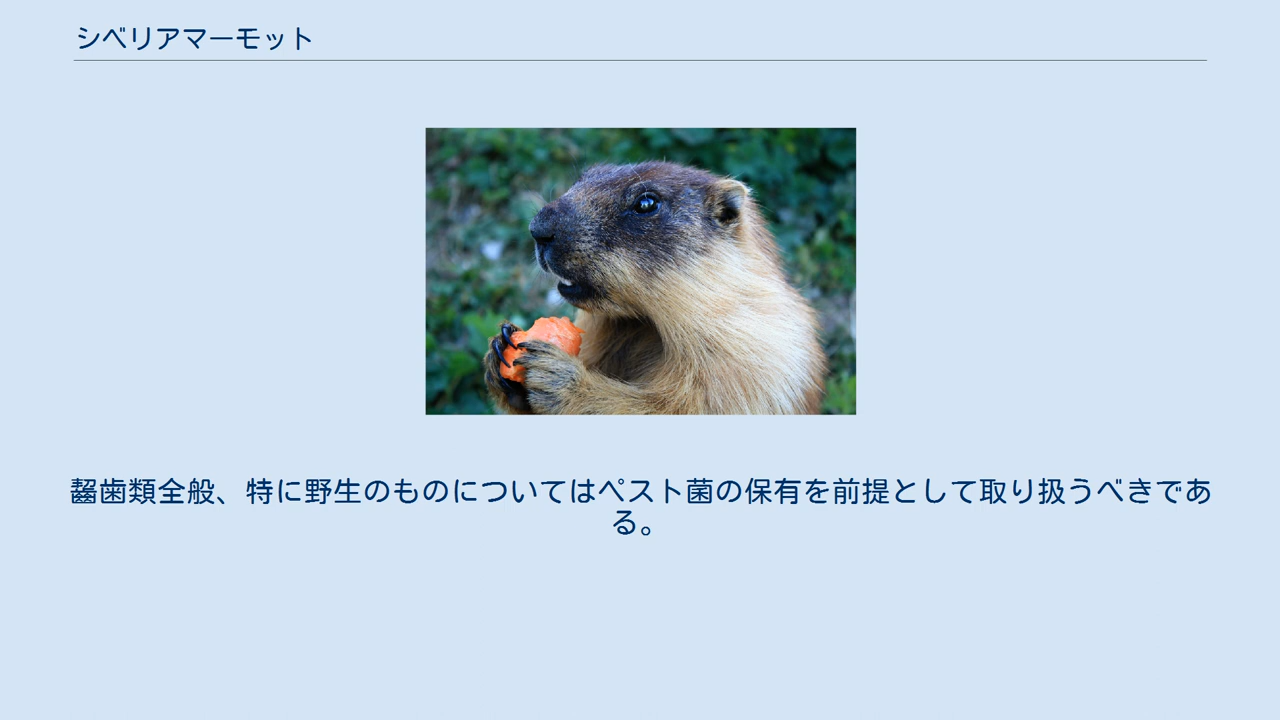 シベリアマーモット
齧歯類全般、特に野生のものについてはペスト菌の保有を前提として取り扱うべきであ
る。